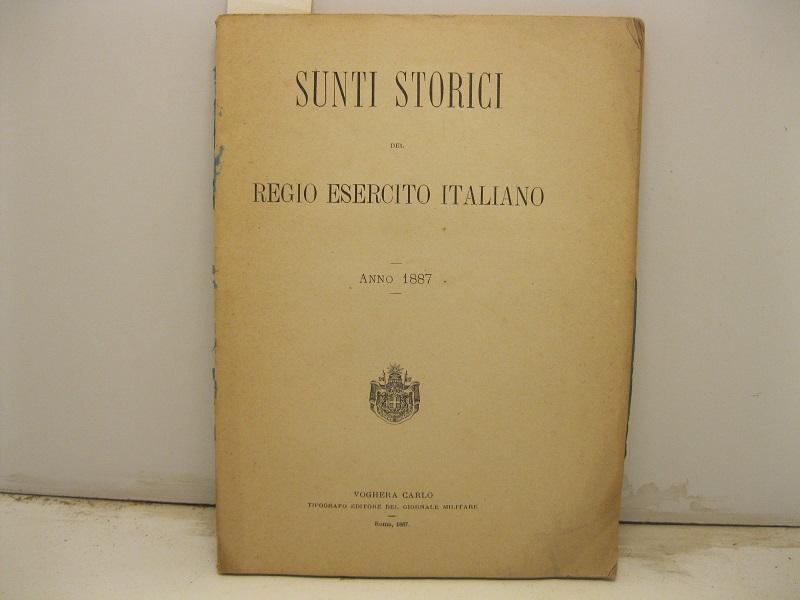 SUNTI STORICI
DEL
REGIO ESERCITO ITALIANO
ANNO 1887
VOGHERA CARLO
TIPOGRAFO EDITORE DEL GIORNALE MILITARE
Roma, 1887.